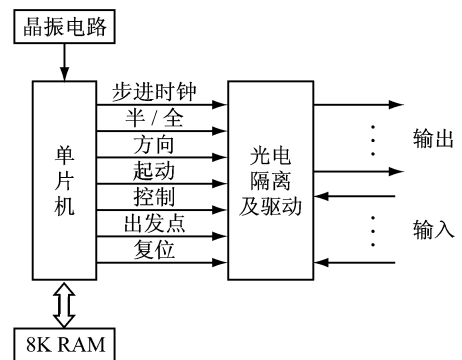 晶振电路
步进时钟
半 / 全
方向
起动
控制
出发点
复位
单
片
机
光电
隔离
及驱动
输出
输入
8K RAM